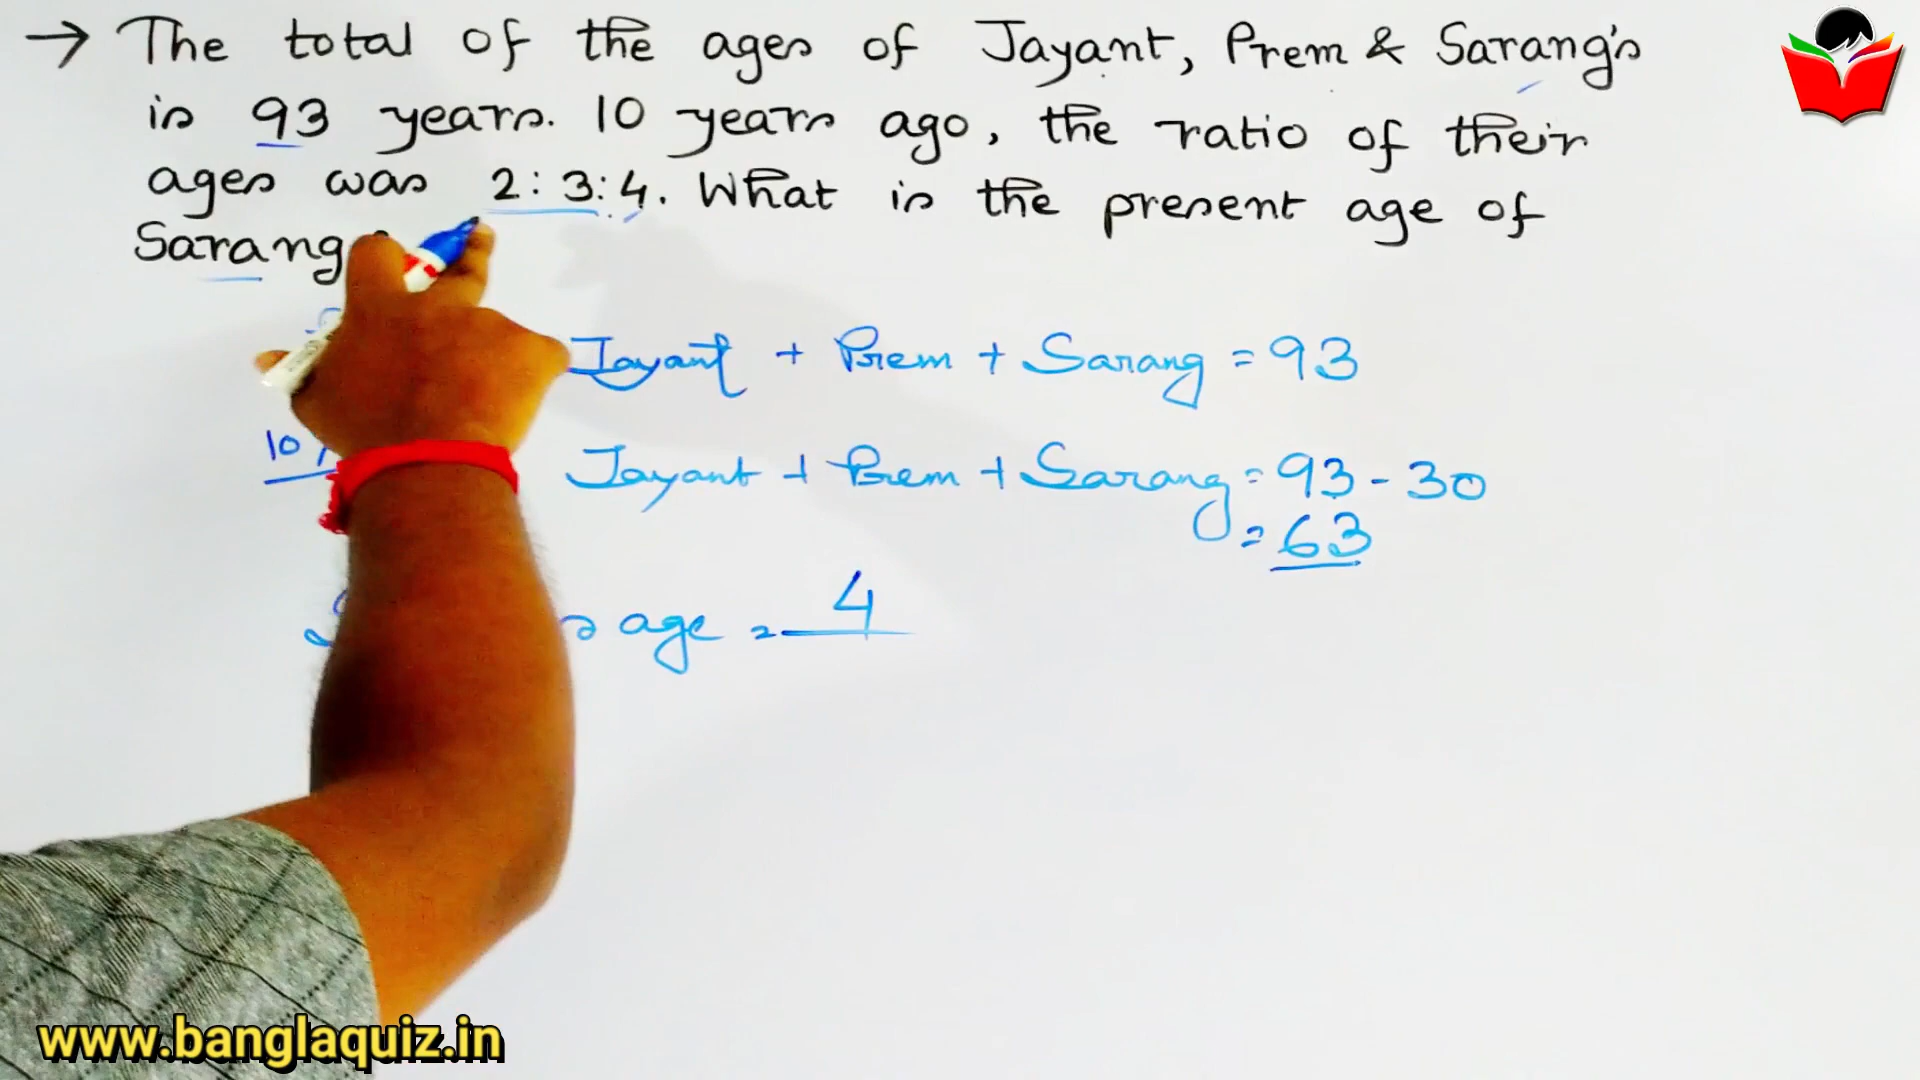 → The total of the ages of Jayant, Prem & Sarang's
is 93 years. 10 years ago, the ratio of their
ages was 2:3:4. What is the present age of
Sarang
Jayant + Prem + Sarang = 93
10
Jayant + Prem + Sarang = 93 - 30
= 63
age = 4
www.banglaquiz.in